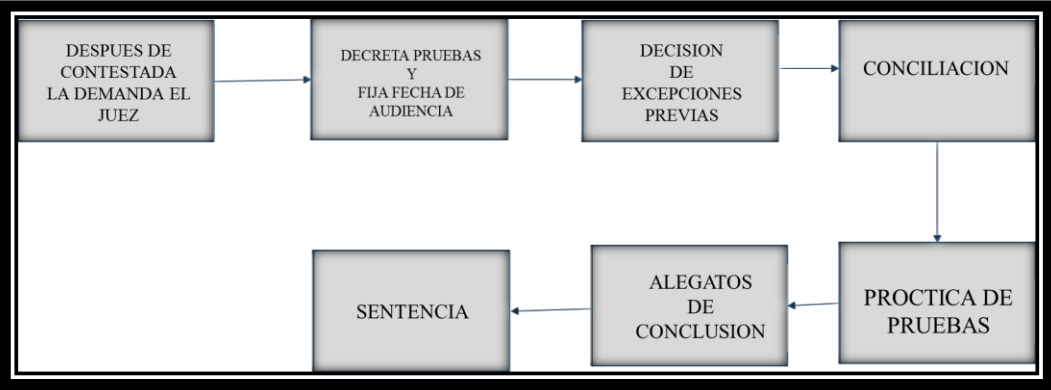 DESPUES DE
CONTESTADA
LA DEMANDA EL
JUEZ
DECRETA PRUEBAS
Y
FIJA FECHA DE
AUDIENCIA
DECISION
DE
EXCEPCIONES
PREVIAS
CONCILIACION
PROCTICA DE
PRUEBAS
ALEGATOS
DE
CONCLUSION
SENTENCIA